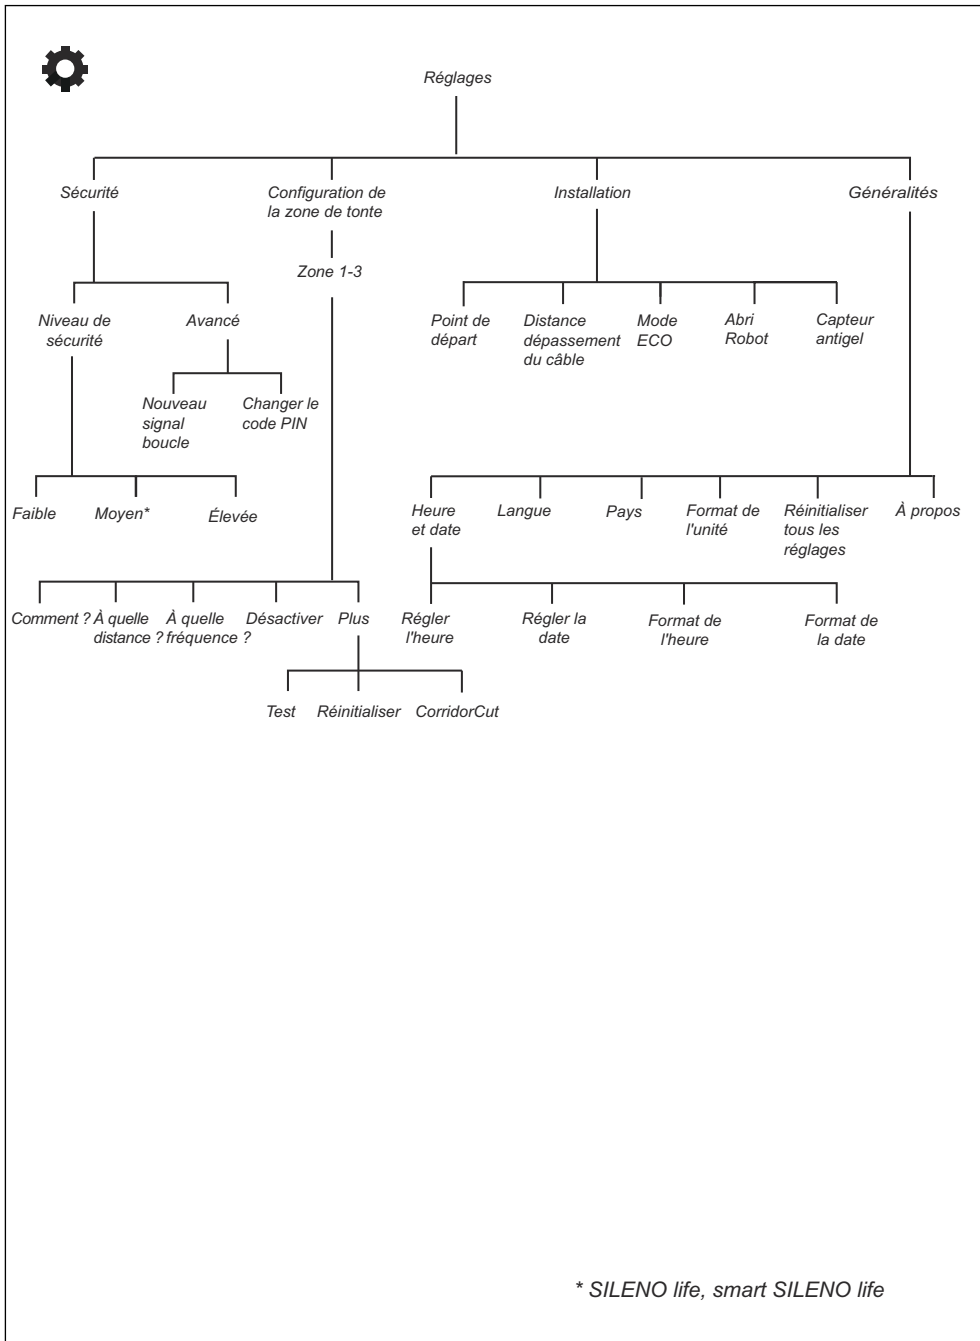 Réglages
Sécurité
Configuration de
la zone de tonte
Installation
Généralités
Zone 1-3
Niveau de
sécurité
Avancé
Point de
départ
Distance
dépassement
du câble
Mode
ECO
Abri
Robot
Capteur
antigel
Nouveau
signal
boucle
Changer le
code PIN
Faible
Moyen*
Élevée
Heure
et date
Langue
Pays
Format de
l'unité
Réinitialiser
tous les
réglages
À propos
Comment ?
À quelle
distance ?
À quelle
fréquence ?
Désactiver
Plus
Régler
l'heure
Régler la
date
Format de
l'heure
Format de
la date
Test
Réinitialiser
CorridorCut
* SILENO life, smart SILENO life